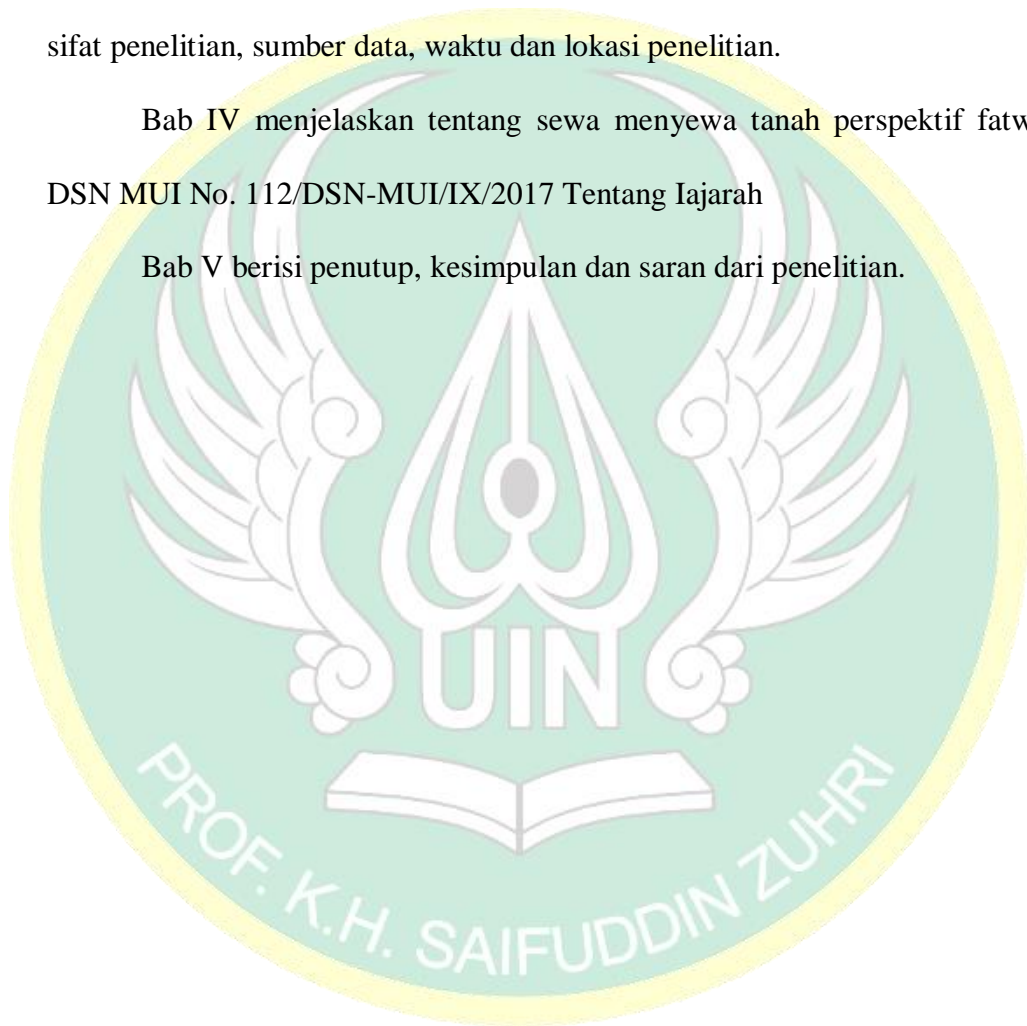 sifat penelitian, sumber data, waktu dan lokasi penelitian.
Bab IV menjelaskan tentang sewa menyewa tanah perspektif
DSN MUI No. 112/DSN-MUI/IX/2017 Tentang Iajarah
Bab V berisi penutup, kesimpulan dan saran dari penelitian.
UIN
PROF. K.H. SAIFUDDIN ZUHRI